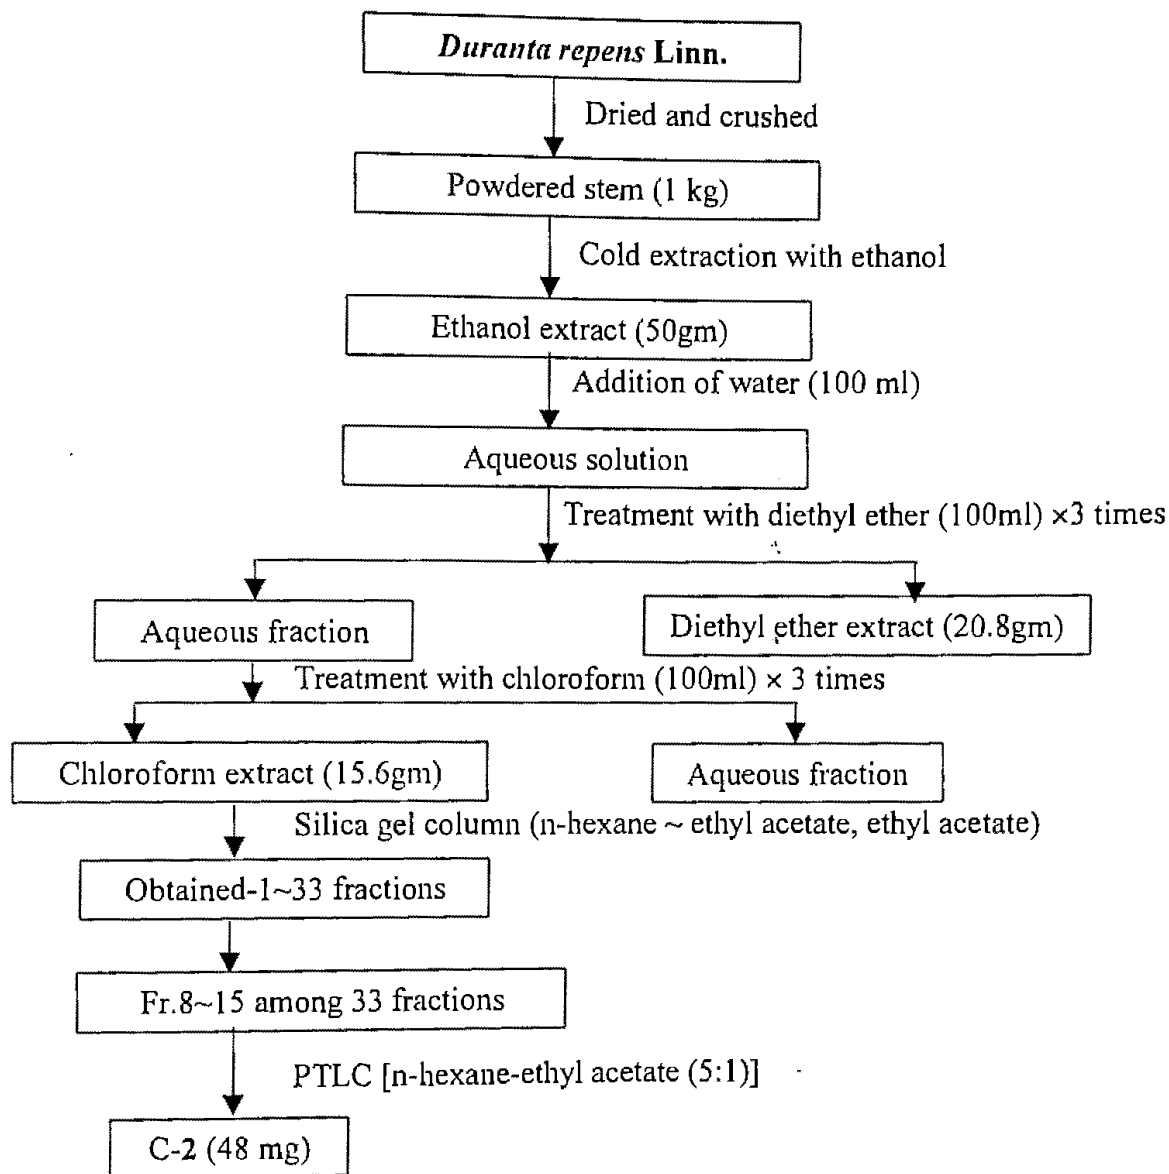 Duranta repens Linn.
Dried and crushed
Powdered stem (1 kg)
Cold extraction with ethanol
Ethanol extract (50gm)
Addition of water (100 ml)
Aqueous solution
Treatment with diethyl ether (100ml) ×3 times
Aqueous fraction
Diethyl ether extract (20.8gm)
Treatment with chloroform (100ml) × 3 times
Chloroform extract (15.6gm)
Aqueous fraction
Silica gel column (n-hexane ~ ethyl acetate, ethyl acetate)
Obtained-1~33 fractions
Fr.8~15 among 33 fractions
PTLC [n-hexane-ethyl acetate (5:1)]
C-2 (48 mg)